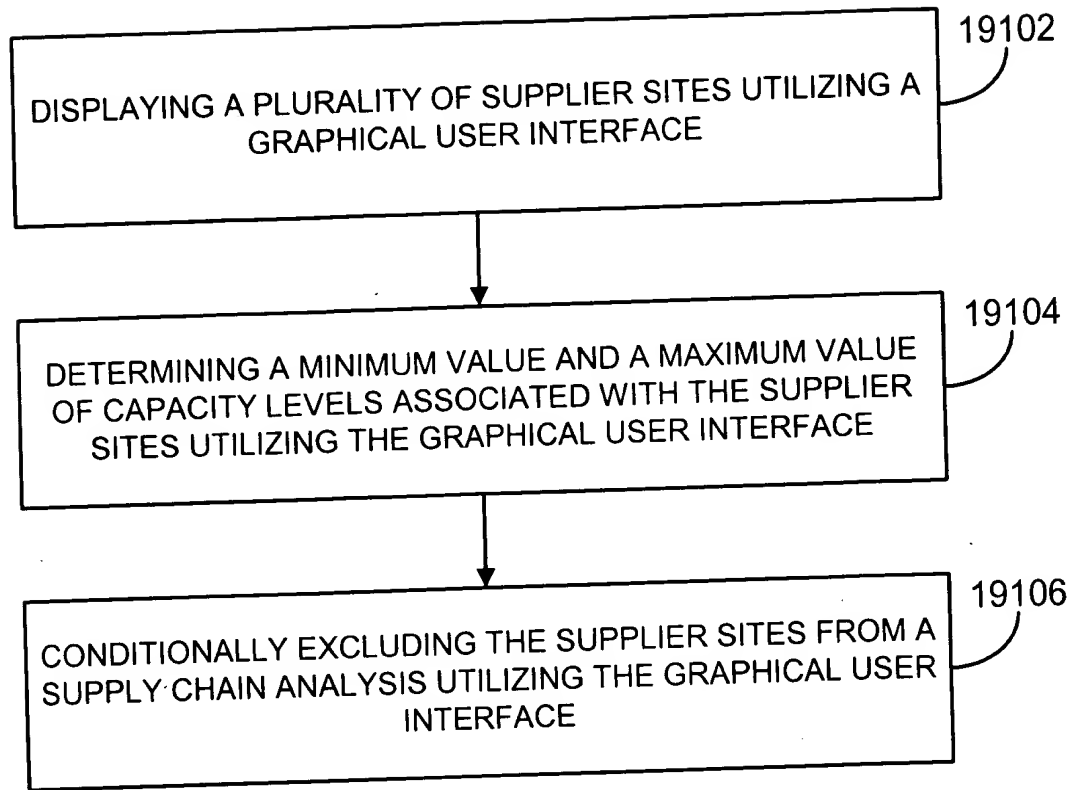 19102
DISPLAYING A PLURALITY OF SUPPLIER SITES UTILIZING A
GRAPHICAL USER INTERFACE
19104
DETERMINING A MINIMUM VALUE AND A MAXIMUM VALUE
OF CAPACITY LEVELS ASSOCIATED WITH THE SUPPLIER
SITES UTILIZING THE GRAPHICAL USER INTERFACE
19106
CONDITIONALLY EXCLUDING THE SUPPLIER SITES FROM A
SUPPLY CHAIN ANALYSIS UTILIZING THE GRAPHICAL USER
INTERFACE